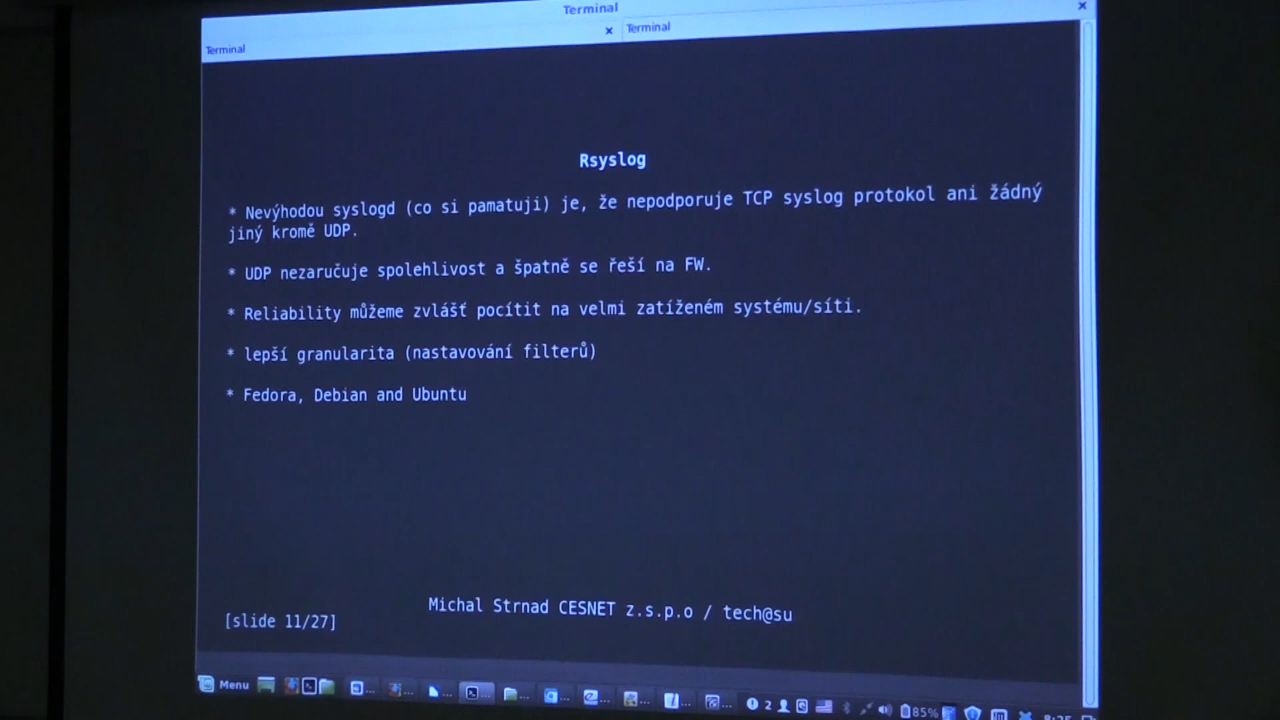 Terminal
Terminal
Terminal
Rsyslog
* Nevýhodou syslogd (co si pamatuji) je, že nepodporuje TCP syslog protokol ani žádný
jiný kromě UDP.
* UDP nezaručuje spolehlivost a špatně se řeší na FW.
* Reliability můžeme zvlášť pocítit na velmi zatíženém systému/síti.
* lepší granularita (nastavování filterů)
* Fedora, Debian and Ubuntu
Michal Strnad CESNET z.s.p.o / tech@su
[slide 11/27]
Menu 2 85%